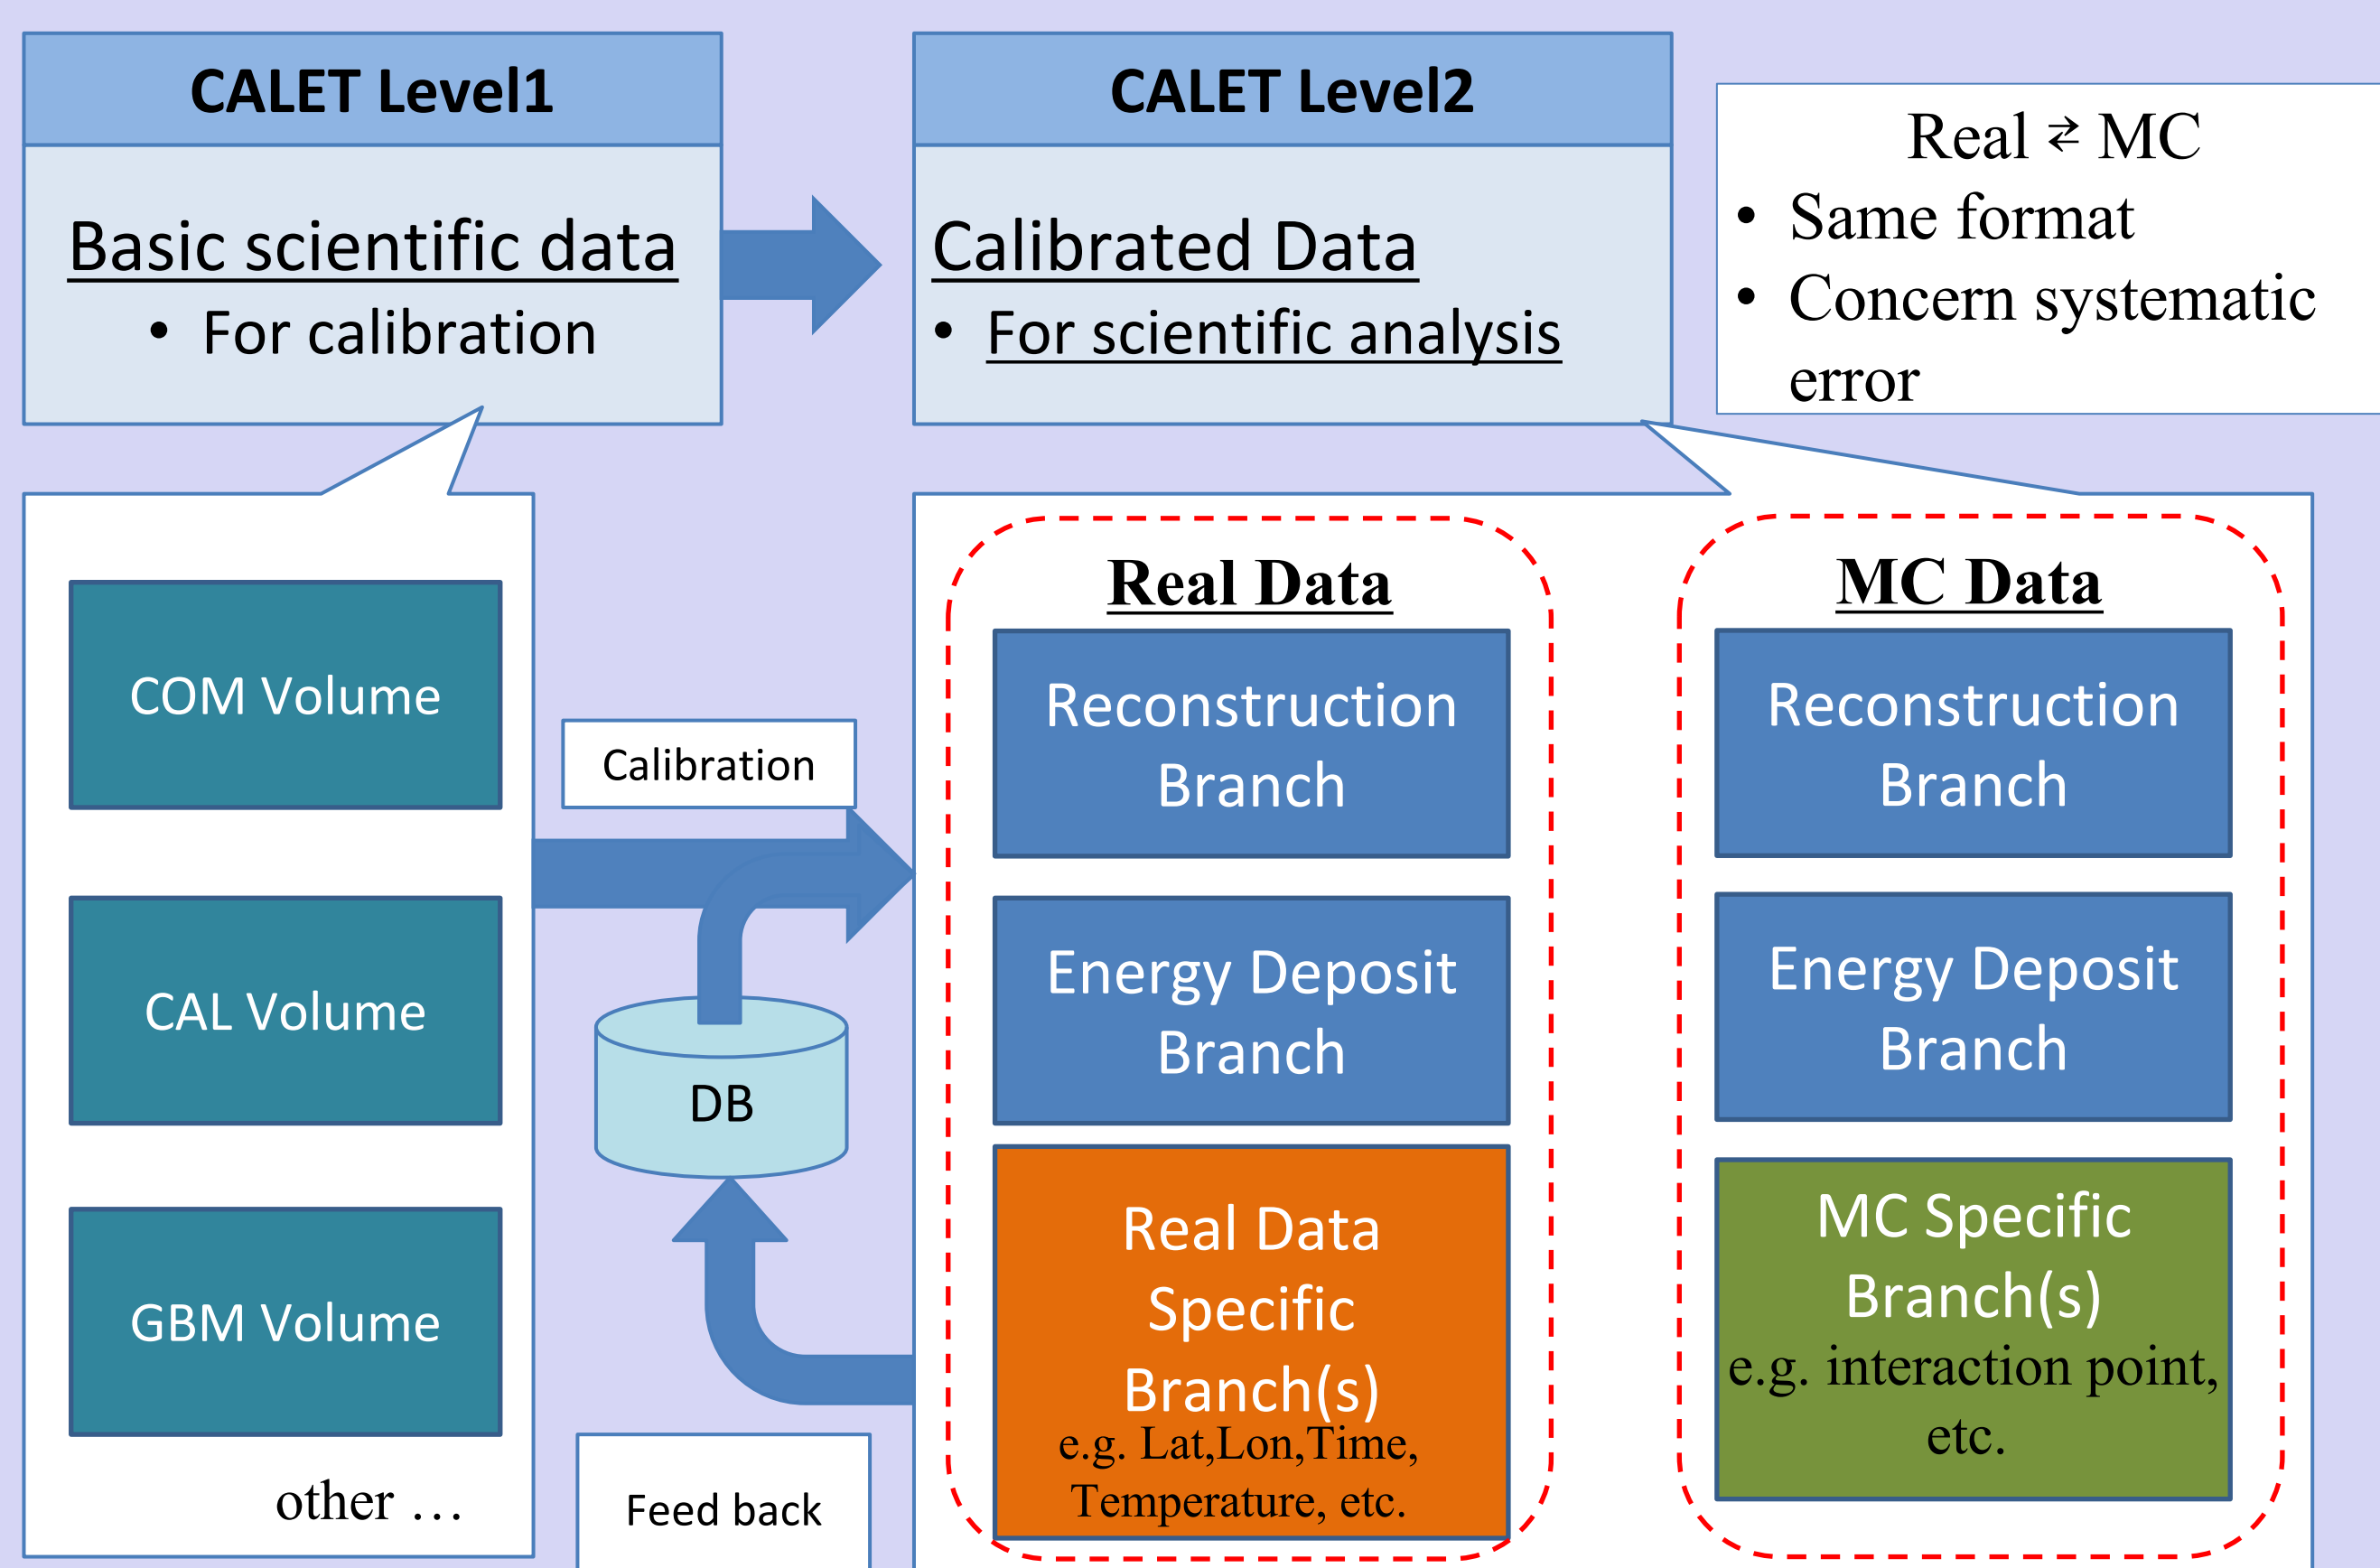 CALET Level1
Basic scientific data
• For calibration
CALET Level2
Calibrated Data
• For scientific analysis
Real ⇄ MC
• Same format
• Concern systematic
error
COM Volume
CAL Volume
GBM Volume
other …
Calibration
DB
Feed back
Real Data
Reconstruction
Branch
Energy Deposit
Branch
Real Data
Specific
Branch(s)
e.g. Lat,Lon,Time,
Temperature, etc.
MC Data
Reconstruction
Branch
Energy Deposit
Branch
MC Specific
Branch(s)
e.g. interaction point,
etc.